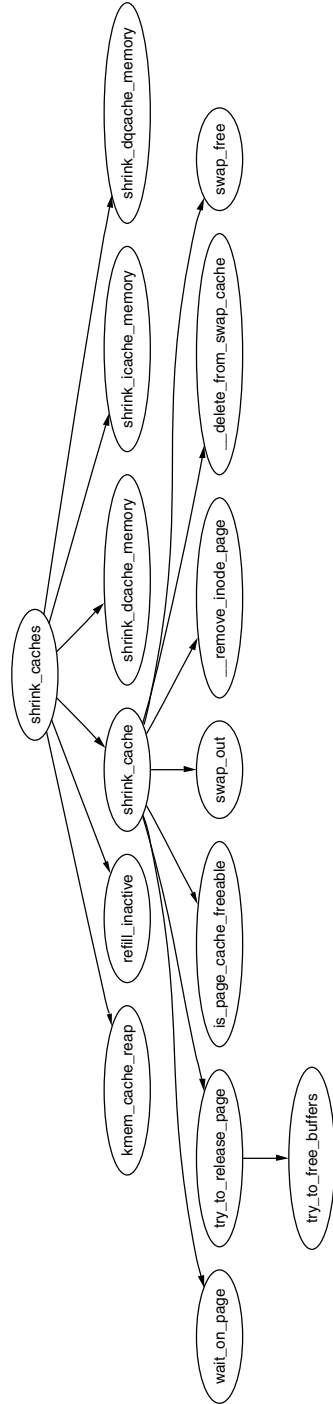 shrink_caches
kmem_cache_reap
refill_inactive
shrink_cache
shrink_dcache_memory
shrink_icache_memory
shrink_dqcache_memory
wait_on_page
try_to_release_page
is_page_cache_freeable
swap_out
__remove_inode_page
__delete_from_swap_cache
swap_free
try_to_free_buffers